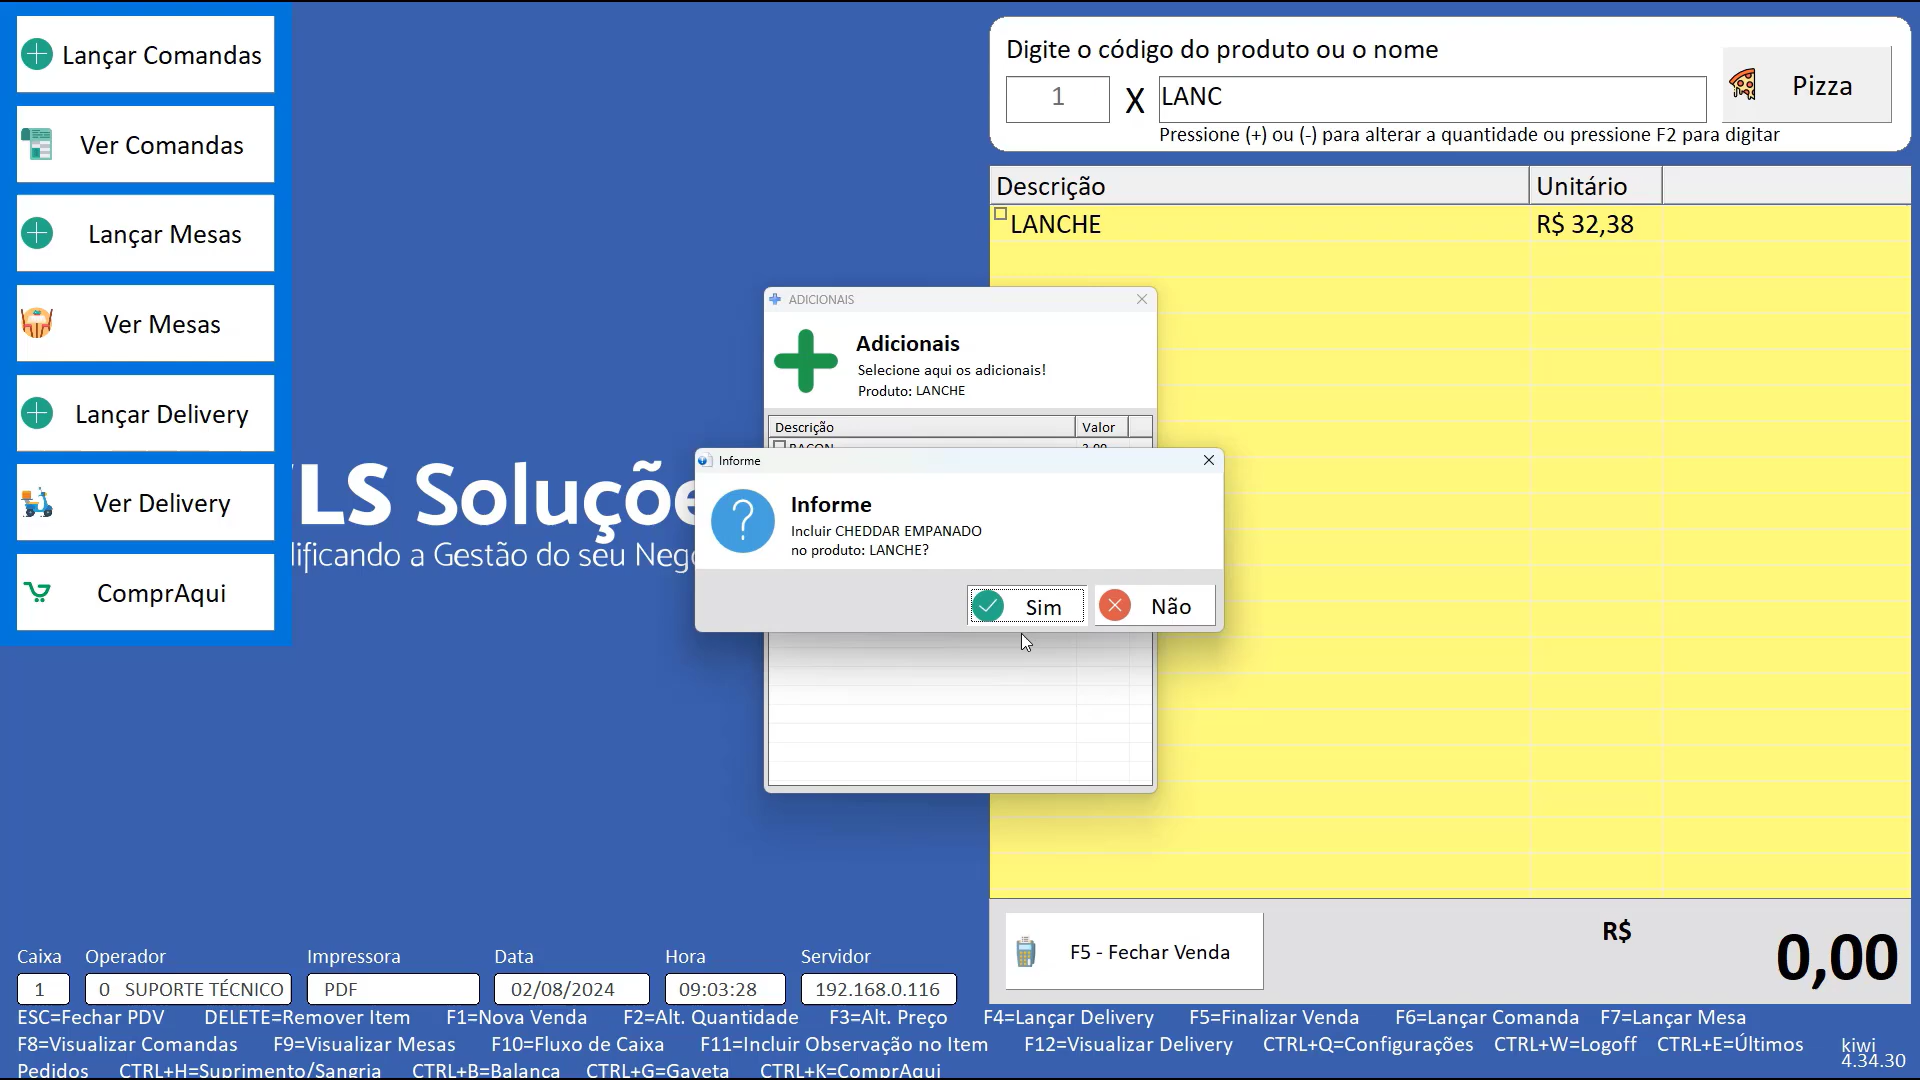 Lançar Comandas
Ver Comandas
Lançar Mesas
Ver Mesas
Lançar Delivery
Ver Delivery
ComprAqui
LS Soluçõe
lificando a Gestão do seu Nego
Digite o código do produto ou o nome
1 X LANC
Pizza
Pressione (+) ou (-) para alterar a quantidade ou pressione F2 para digitar
Descrição Unitário
LANCHE R$ 32,38
ADICIONAIS
Adicionais
Selecione aqui os adicionais!
Produto: LANCHE
Descrição Valor
BACON
Informe
Informe
Incluir CHEDDAR EMPANADO
no produto: LANCHE?
Sim Não
F5 - Fechar Venda
R$
0,00
Caixa Operador Impressora Data Hora Servidor
1 0 SUPORTE TÉCNICO PDF 02/08/2024 09:03:28 192.168.0.116
ESC=Fechar PDV DELETE=Remover Item F1=Nova Venda F2=Alt. Quantidade F3=Alt. Preço F4=Lançar Delivery F5=Finalizar Venda F6=Lançar Comanda F7=Lançar Mesa
F8=Visualizar Comandas F9=Visualizar Mesas F10=Fluxo de Caixa F11=Incluir Observação no Item F12=Visualizar Delivery CTRL+Q=Configurações CTRL+W=Logoff CTRL+E=Últimos
Pedidos CTRL+H=Suprimento/Sangria CTRL+B=Balança CTRL+G=Gaveta CTRL+K=ComprAqui
kiwi
4.34.30